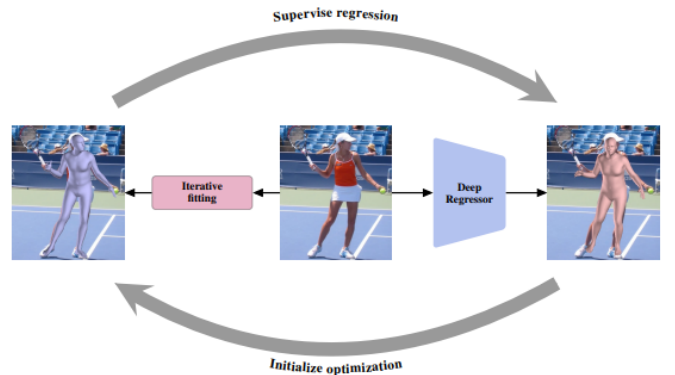 Supervise regression
Iterative
fitting
Deep
Regressor
Initialize optimization